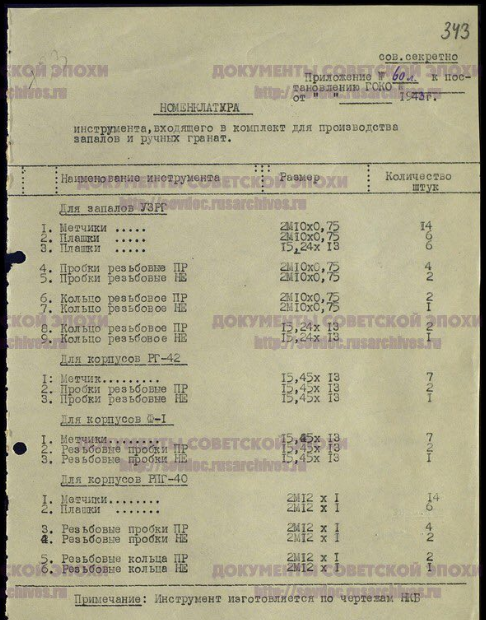 343
сов.секретно
Приложение № 60л. к пос-
тановлению ГОКО "
от " " 1943г.
НОМЕНКЛАТУРА
инструмента,входящего в комплект для производства
запалов и ручных гранат.
Наименование инструмента Размер Количество
штук
Для запалов УЗРГ
1. Метчики ..... 2М10х0,75 14
2. Плашки ..... 2М10х0,75 6
3. Плашки ..... 15,24х 13 6
4. Пробки резьбовые ПР 2М10х0,75 4
5. Пробки резьбовые НЕ 2М10х0,75 2
6. Кольцо резьбовое ПР 2М10х0,75 2
7. Кольцо резьбовое НЕ 2М10х0,75 1
8. Кольцо резьбовое ПР 15,24х 13 2
9. Кольцо резьбовое НЕ 15,24х 13 1
Для корпусов РГ-42
1: Метчик......... 15,45х 13 7
2. Пробки резьбовые ПР 15,45х 13 2
3. Пробки резьбовые НЕ 15,45х 13 1
Для корпусов Ф-1
1. Метчики........ 15,45х 13 7
2. Резьбовые пробки ПР 15,45х 13 2
3. Резьбовые пробки НЕ 15,45х 13 1
Для корпусов РПГ-40
1. Метчики........ 2М12 х 1 14
2. Плашки ....... 2М12 х 1 6
3. Резьбовые пробки ПР 2М12 х 1 4
4. Резьбовые пробки НЕ 2М12 х 1 2
5. Резьбовые кольца ПР 2М12 х 1 2
6. Резьбовые кольца НЕ 2М12 х 1 1
Примечание: Инструмент изготовляется по чертежам НКВ
ДОКУМЕНТЫ СОВЕТСКОЙ ЭПОХИ
http://sovdoc.rusarchives.ru